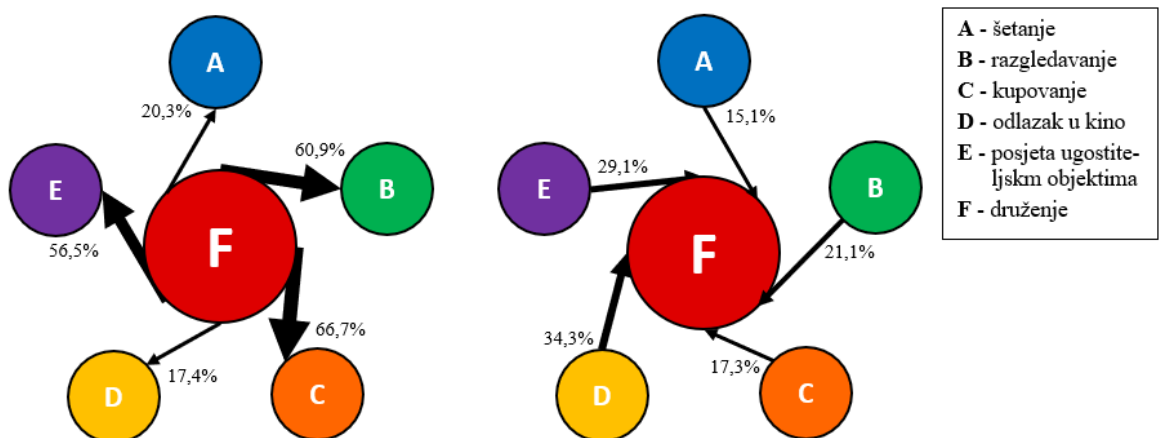 A
20,3%
60,9%
E
B
F
56,5%
66,7%
17,4%
D
C
A
15,1%
29,1%
E
B
F
21,1%
34,3%
17,3%
D
C
A - šetanje
B - razgledavanje
C - kupovanje
D - odlazak u kino
E - posjeta ugostite-
ljskm objektima
F - druženje